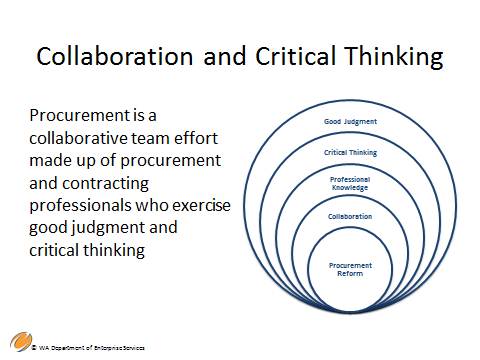 Collaboration and Critical Thinking
Procurement is a
collaborative team effort
made up of procurement
and contracting
professionals who exercise
good judgment and
critical thinking
Good Judgment
Critical Thinking
Professional
Knowledge
Collaboration
Procurement
Reform
© WA Department of Enterprise Services